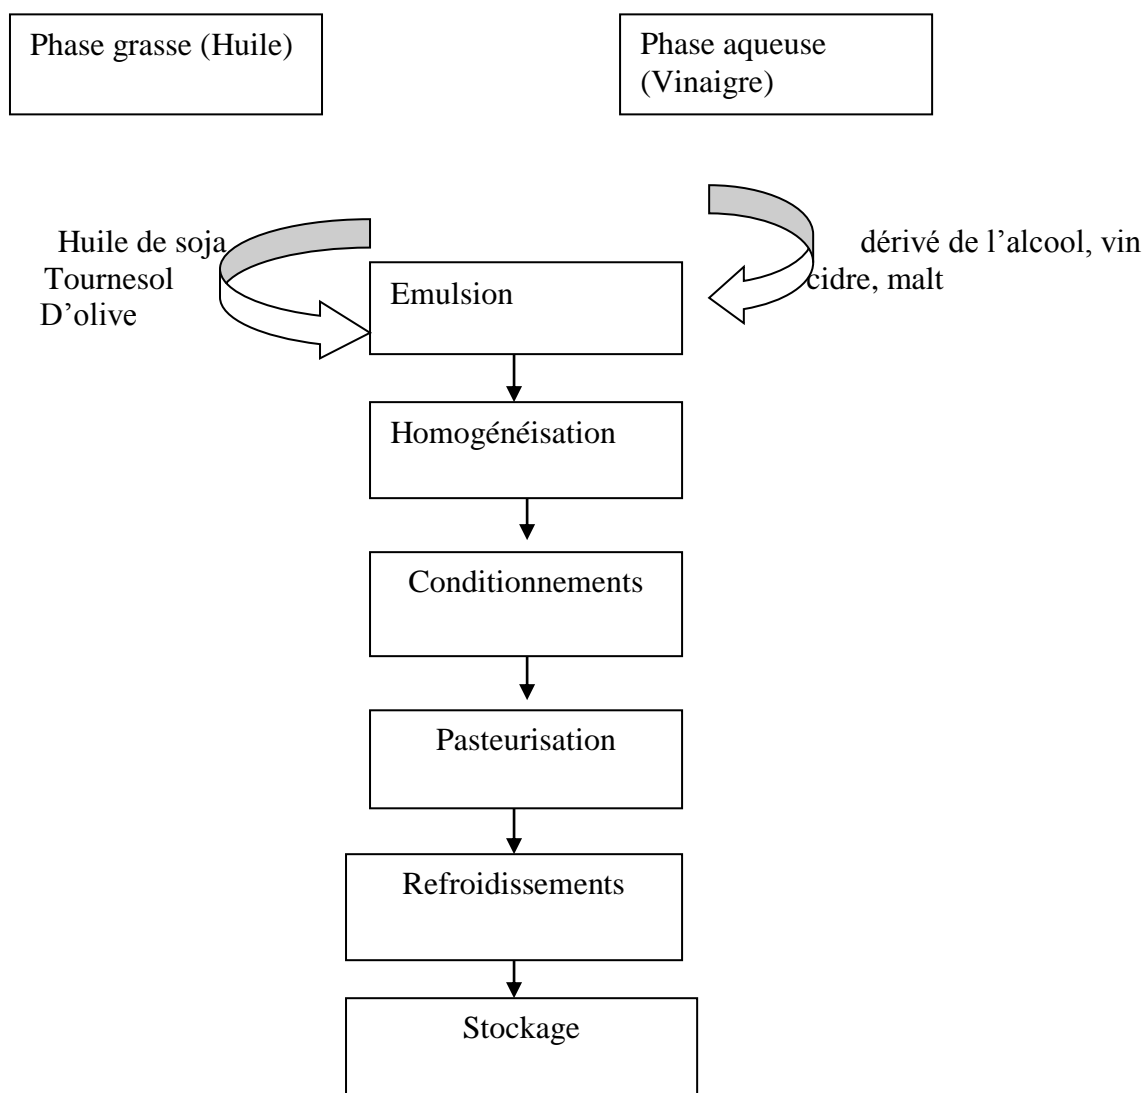 Phase grasse (Huile)
Phase aqueuse
(Vinaigre)
Huile de soja
Tournesol
D’olive
dérivé de l’alcool, vin
cidre, malt
Emulsion
Homogénéisation
Conditionnements
Pasteurisation
Refroidissements
Stockage